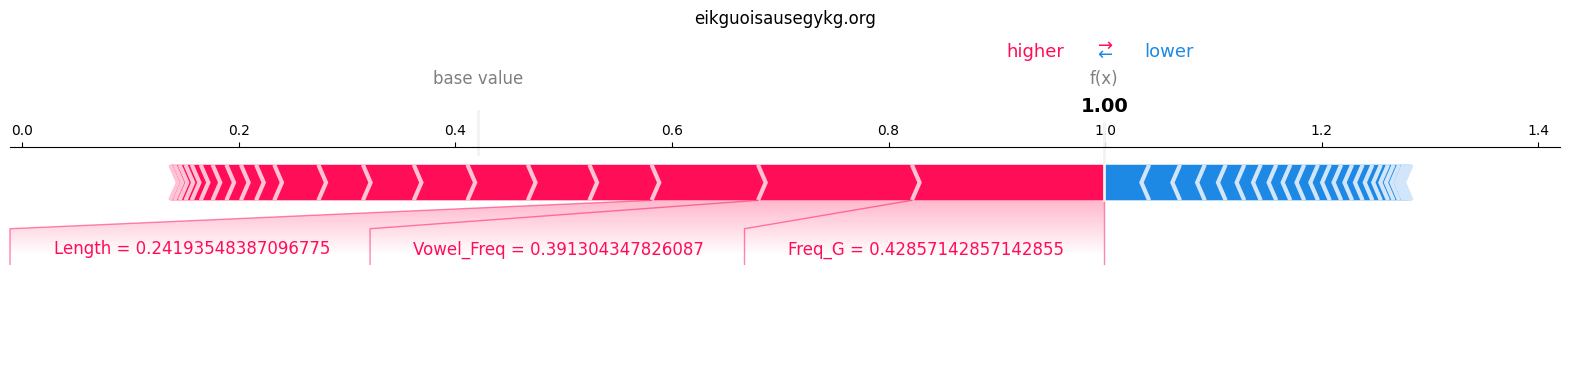 eikguoisausegykg.org
higher ⇄ lower
base value f(x)
1.00
0.0 0.2 0.4 0.6 0.8 1.0 1.2 1.4
Length = 0.24193548387096775 Vowel_Freq = 0.391304347826087 Freq_G = 0.42857142857142855